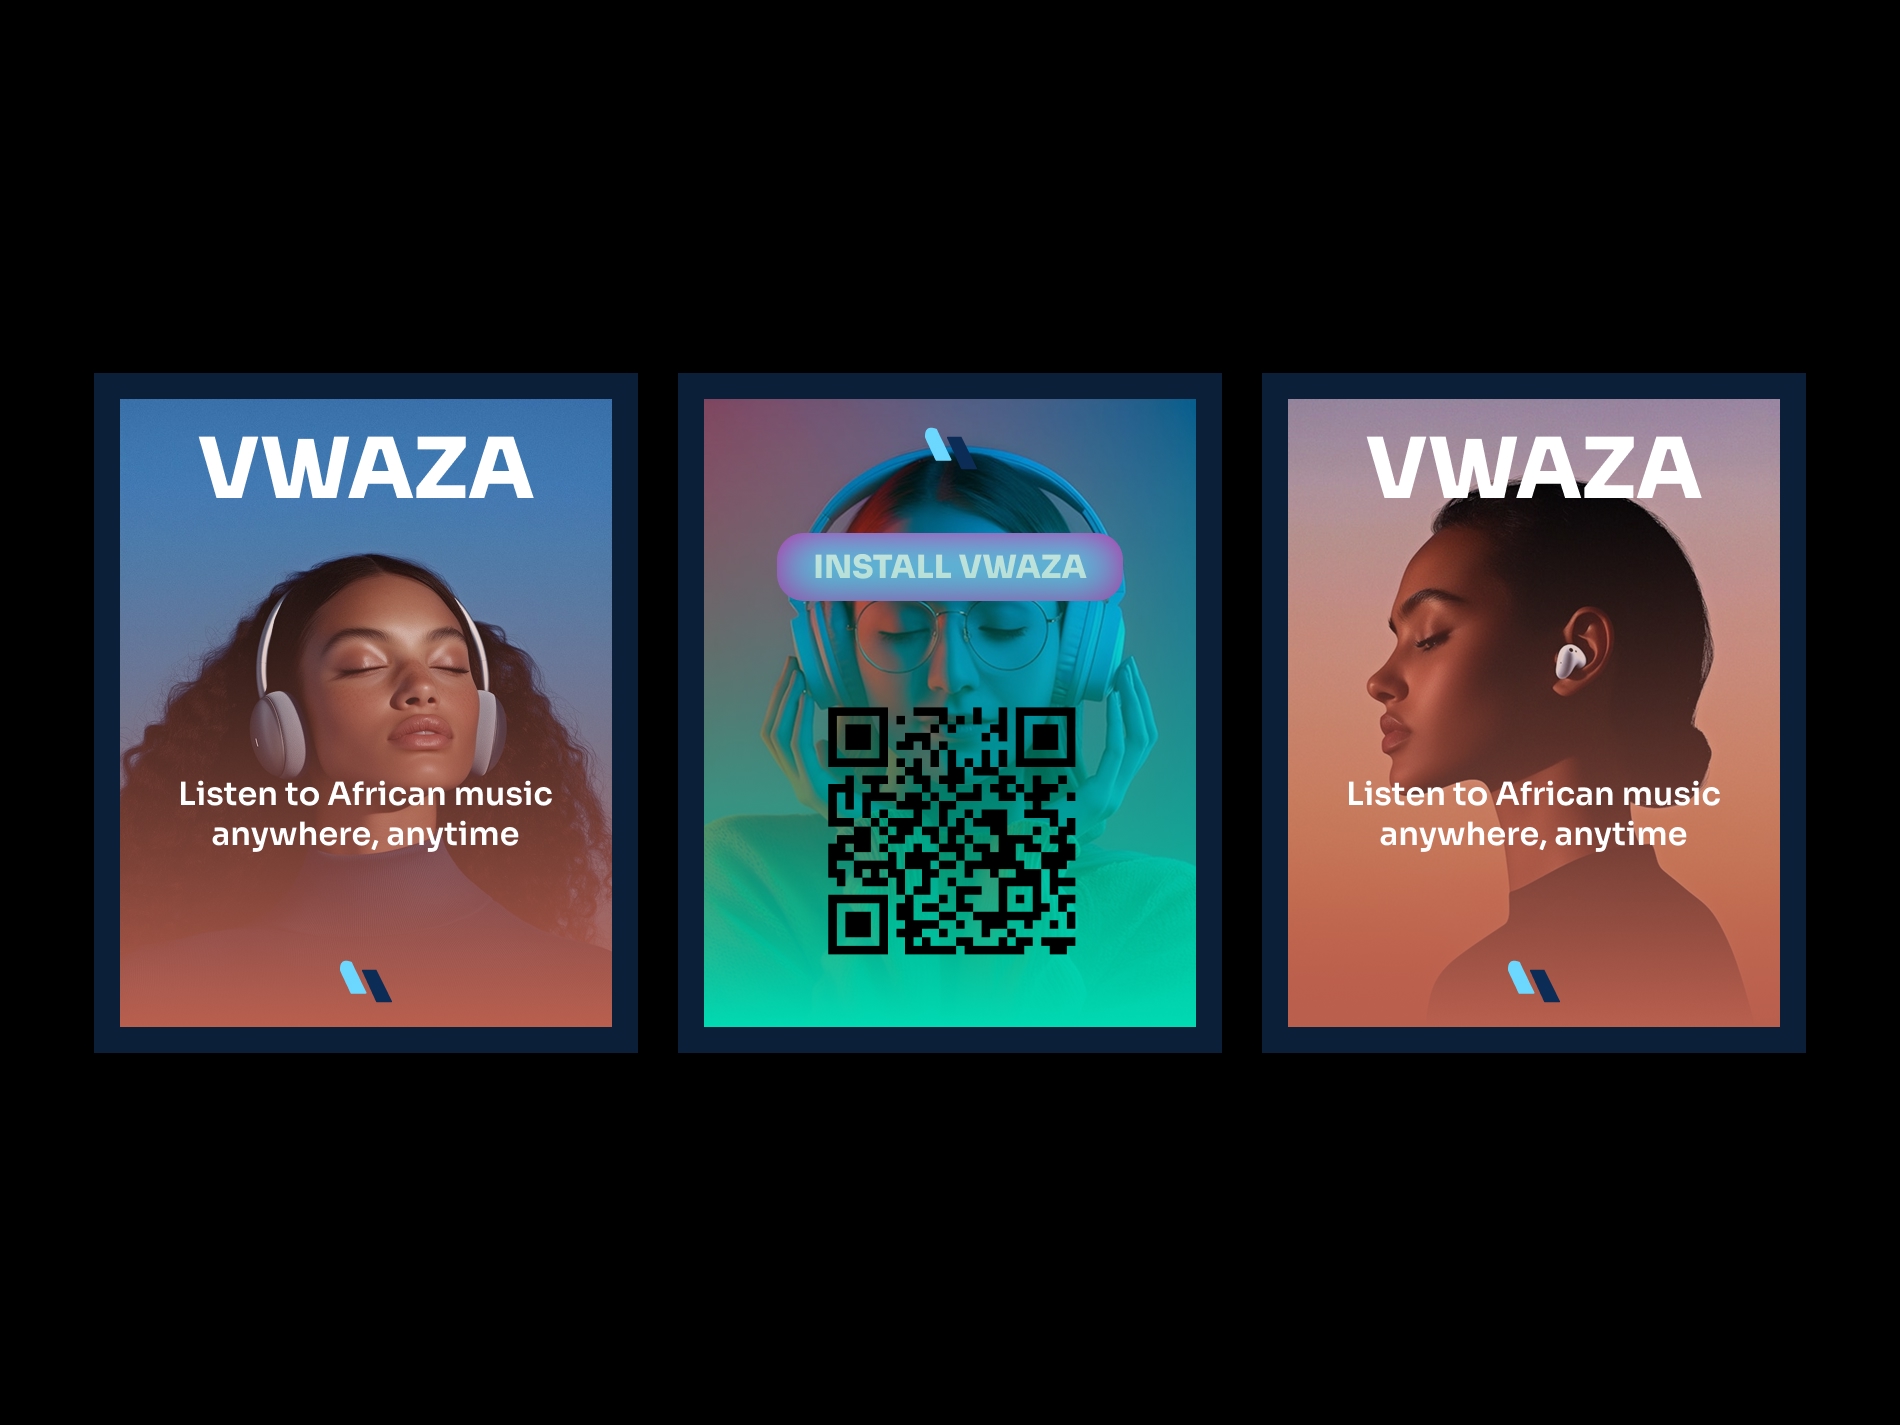 VWAZA
Listen to African music
anywhere, anytime
INSTALL VWAZA
VWAZA
Listen to African music
anywhere, anytime